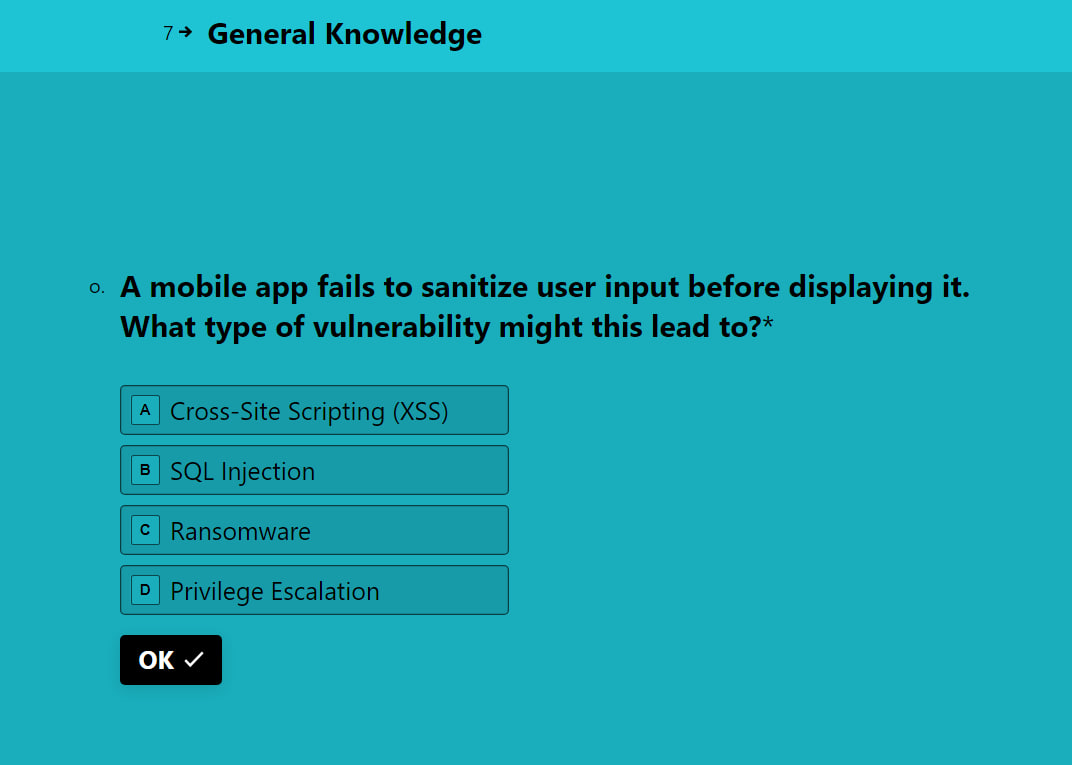 7→ General Knowledge
o. A mobile app fails to sanitize user input before displaying it.
What type of vulnerability might this lead to?*
A Cross-Site Scripting (XSS)
B SQL Injection
C Ransomware
D Privilege Escalation
OK ✓